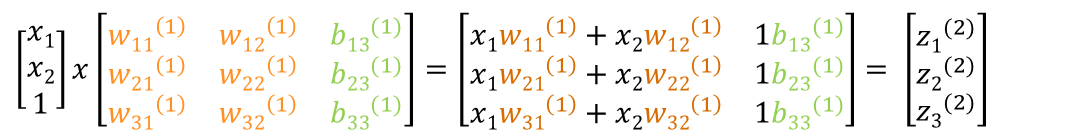 x₁ w₁₁⁽¹⁾ w₁₂⁽¹⁾ b₁₃⁽¹⁾ x₁w₁₁⁽¹⁾ + x₂w₁₂⁽¹⁾ 1b₁₃⁽¹⁾ z₁⁽²⁾
x₂ x w₂₁⁽¹⁾ w₂₂⁽¹⁾ b₂₃⁽¹⁾ = x₁w₂₁⁽¹⁾ + x₂w₂₂⁽¹⁾ 1b₂₃⁽¹⁾ = z₂⁽²⁾
1 w₃₁⁽¹⁾ w₃₂⁽¹⁾ b₃₃⁽¹⁾ x₁w₃₁⁽¹⁾ + x₂w₃₂⁽¹⁾ 1b₃₃⁽¹⁾ z₃⁽²⁾